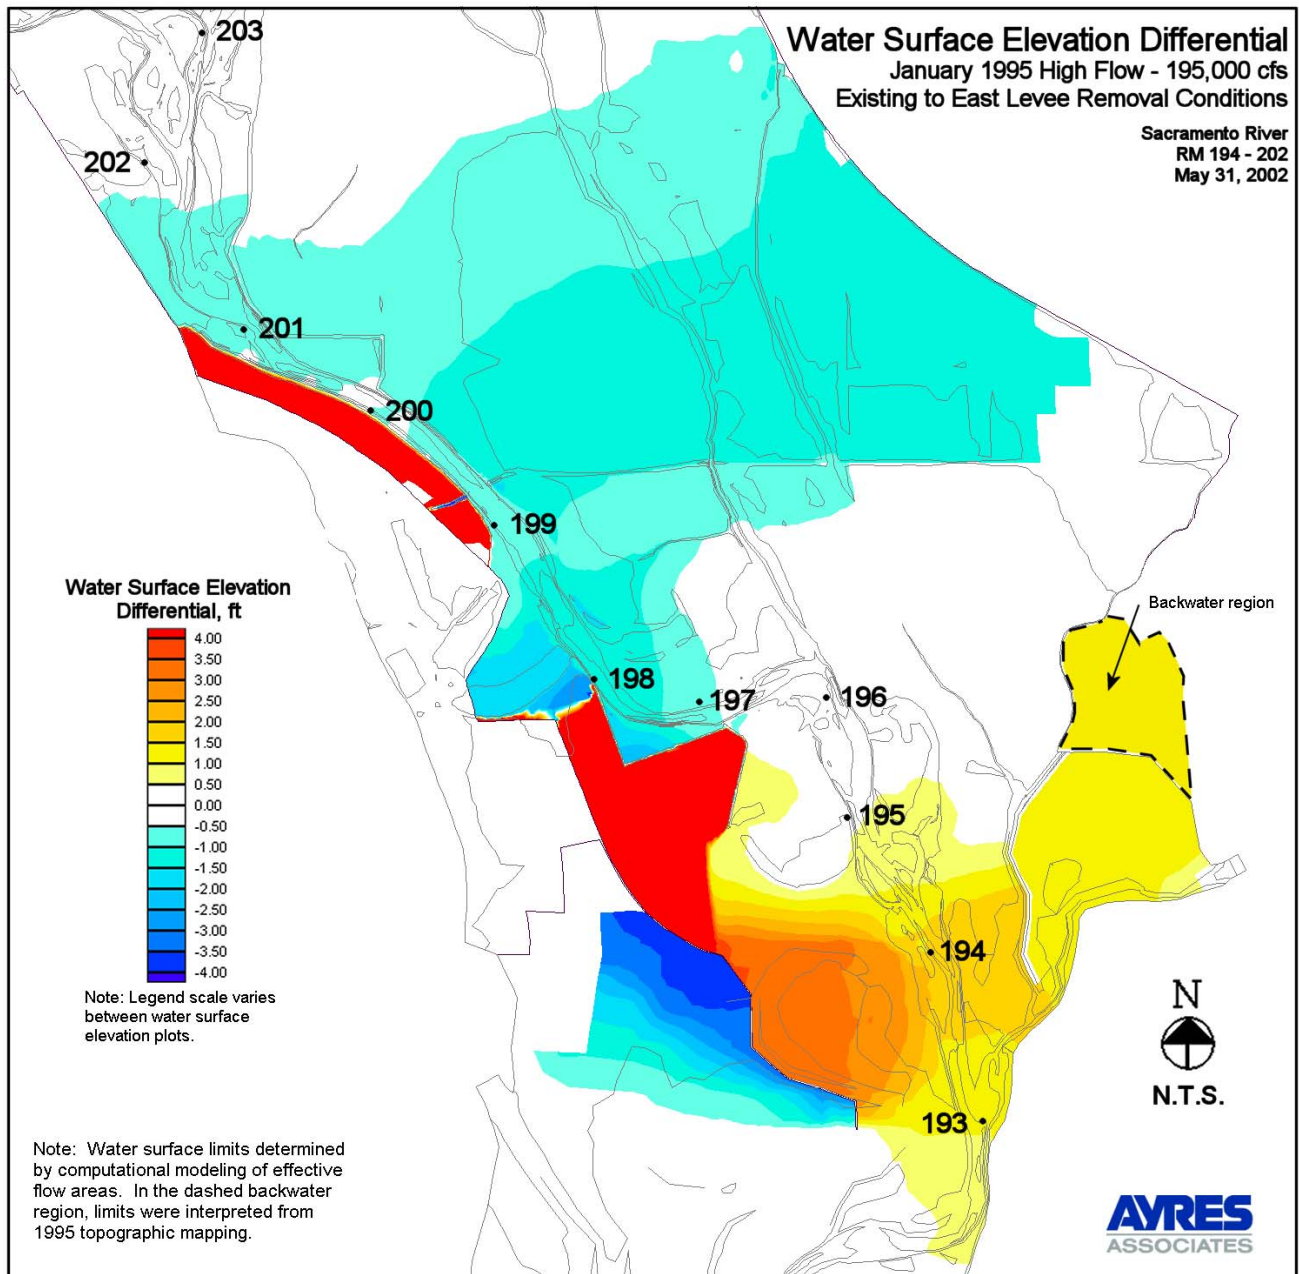 Water Surface Elevation Differential
January 1995 High Flow - 195,000 cfs
Existing to East Levee Removal Conditions
Sacramento River
RM 194 - 202
May 31, 2002
203
202
201
200
199
198
197
196
195
194
193
Backwater region
Water Surface Elevation
Differential, ft
4.00
3.50
3.00
2.50
2.00
1.50
1.00
0.50
0.00
-0.50
-1.00
-1.50
-2.00
-2.50
-3.00
-3.50
-4.00
Note: Legend scale varies
between water surface
elevation plots.
N
N.T.S.
Note: Water surface limits determined
by computational modeling of effective
flow areas. In the dashed backwater
region, limits were interpreted from
1995 topographic mapping.
AYRES
ASSOCIATES